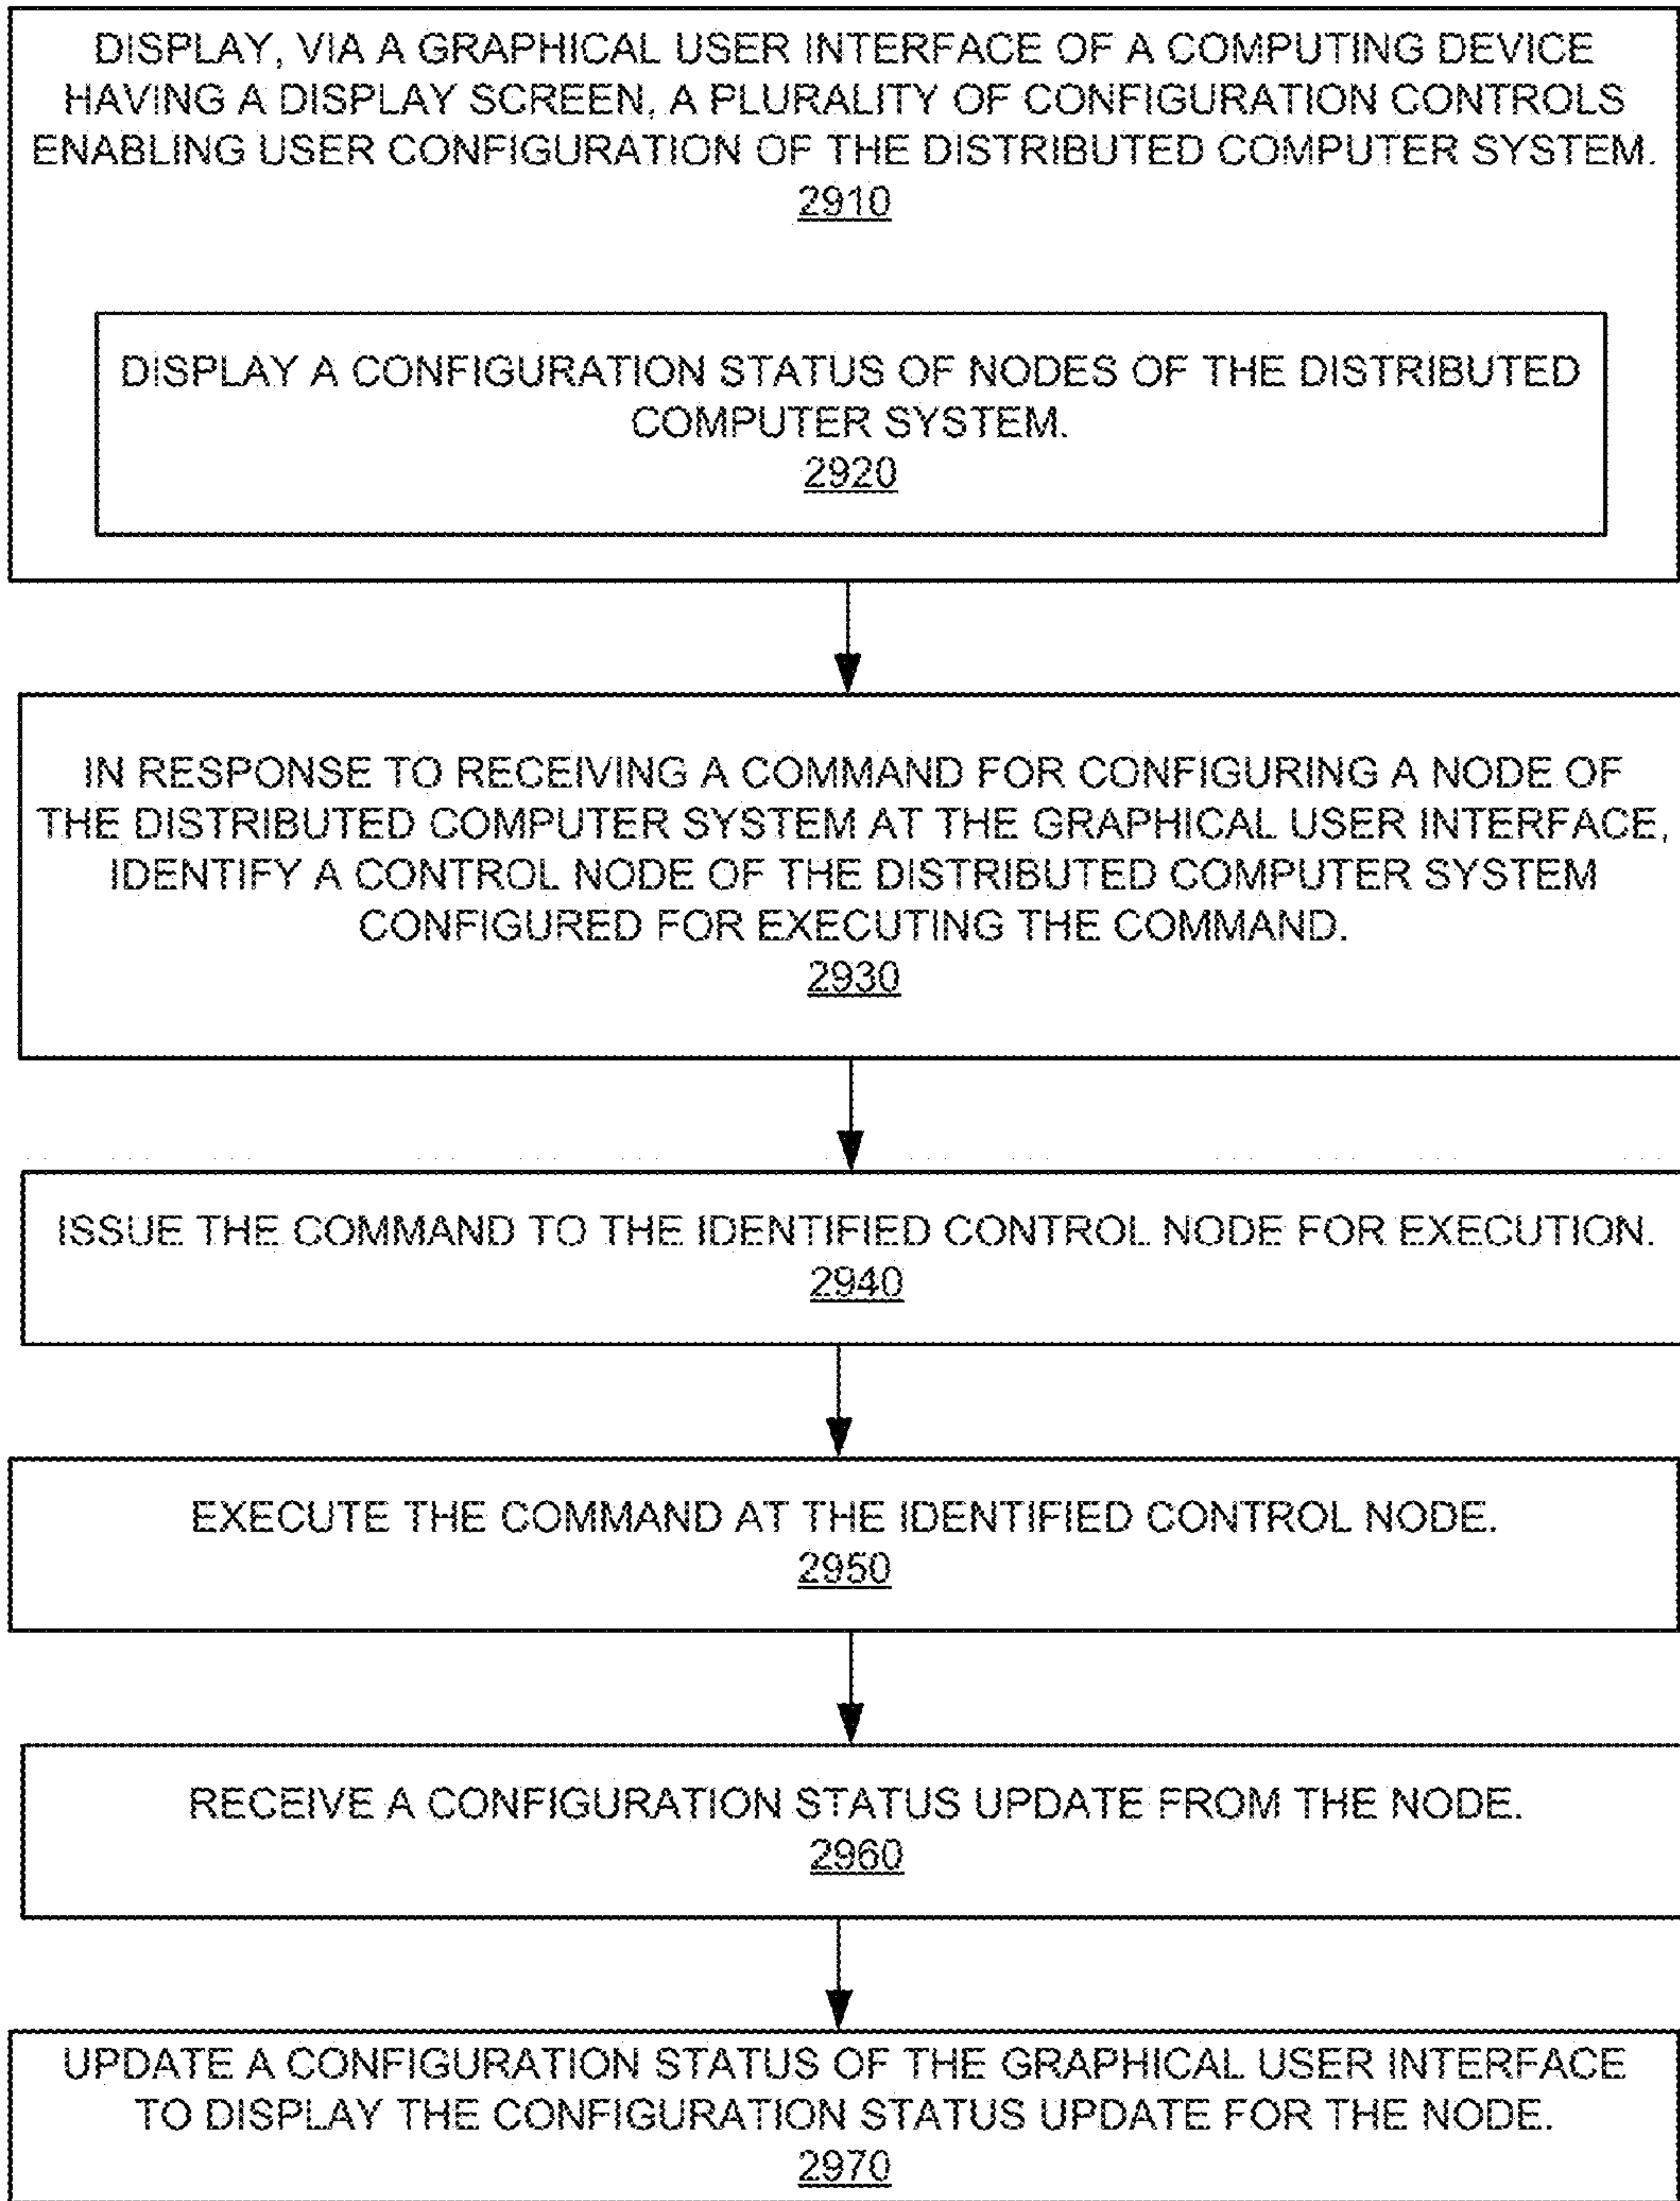 DISPLAY, VIA A GRAPHICAL USER INTERFACE OF A COMPUTING DEVICE
HAVING A DISPLAY SCREEN, A PLURALITY OF CONFIGURATION CONTROLS
ENABLING USER CONFIGURATION OF THE DISTRIBUTED COMPUTER SYSTEM.
2910
DISPLAY A CONFIGURATION STATUS OF NODES OF THE DISTRIBUTED
COMPUTER SYSTEM.
2920
IN RESPONSE TO RECEIVING A COMMAND FOR CONFIGURING A NODE OF
THE DISTRIBUTED COMPUTER SYSTEM AT THE GRAPHICAL USER INTERFACE,
IDENTIFY A CONTROL NODE OF THE DISTRIBUTED COMPUTER SYSTEM
CONFIGURED FOR EXECUTING THE COMMAND.
2930
ISSUE THE COMMAND TO THE IDENTIFIED CONTROL NODE FOR EXECUTION.
2940
EXECUTE THE COMMAND AT THE IDENTIFIED CONTROL NODE.
2950
RECEIVE A CONFIGURATION STATUS UPDATE FROM THE NODE.
2960
UPDATE A CONFIGURATION STATUS OF THE GRAPHICAL USER INTERFACE
TO DISPLAY THE CONFIGURATION STATUS UPDATE FOR THE NODE.
2970